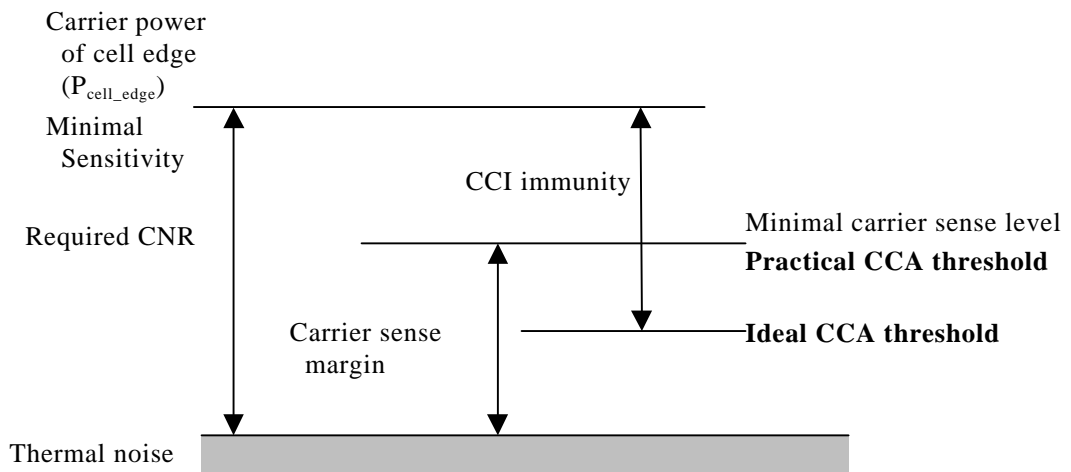 Carrier power
of cell edge
(P_cell_edge)
Minimal
Sensitivity
CCI immunity
Required CNR
Minimal carrier sense level
Practical CCA threshold
Carrier sense
margin
Ideal CCA threshold
Thermal noise